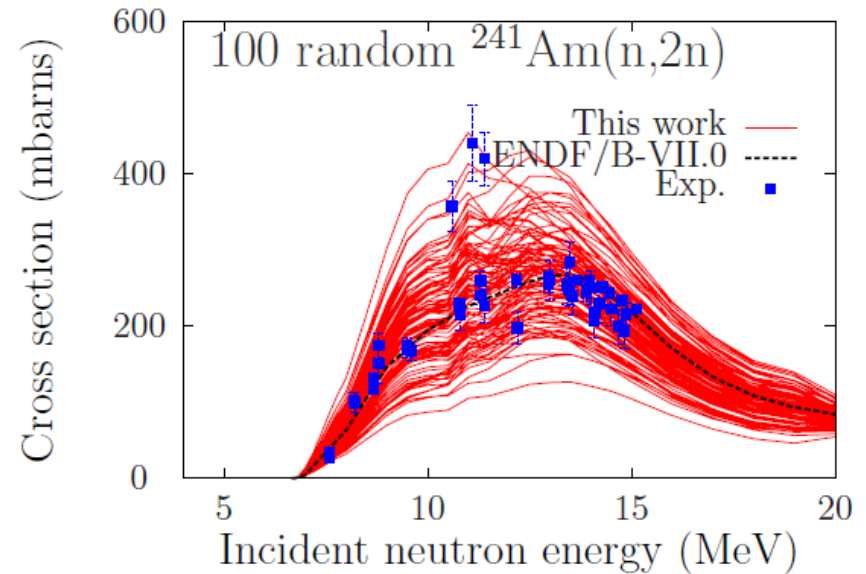 100 random ²⁴¹Am(n,2n)
This work
ENDF/B-VII.0
Exp.
Cross section (mbarns)
600
400
200
0
5 10 15 20
Incident neutron energy (MeV)